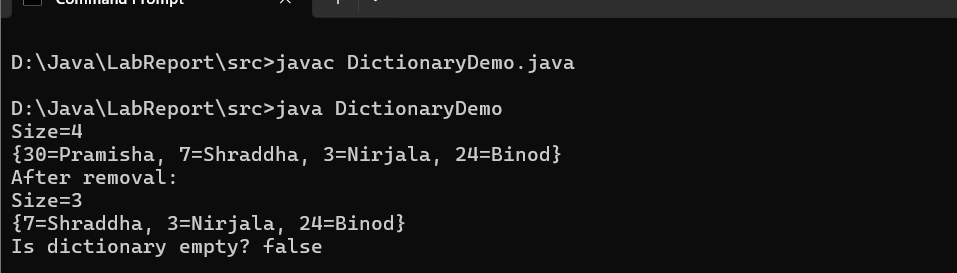 Command Prompt
D:\Java\LabReport\src>javac DictionaryDemo.java
D:\Java\LabReport\src>java DictionaryDemo
Size=4
{30=Pramisha, 7=Shraddha, 3=Nirjala, 24=Binod}
After removal:
Size=3
{7=Shraddha, 3=Nirjala, 24=Binod}
Is dictionary empty? false